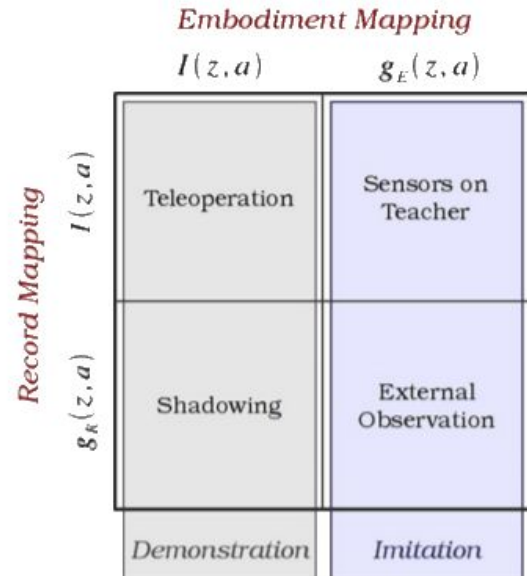 Embodiment Mapping
I(z,a) g_E(z,a)
Record Mapping
I(z,a)
Teleoperation
Sensors on
Teacher
g_R(z,a)
Shadowing
External
Observation
Demonstration
Imitation